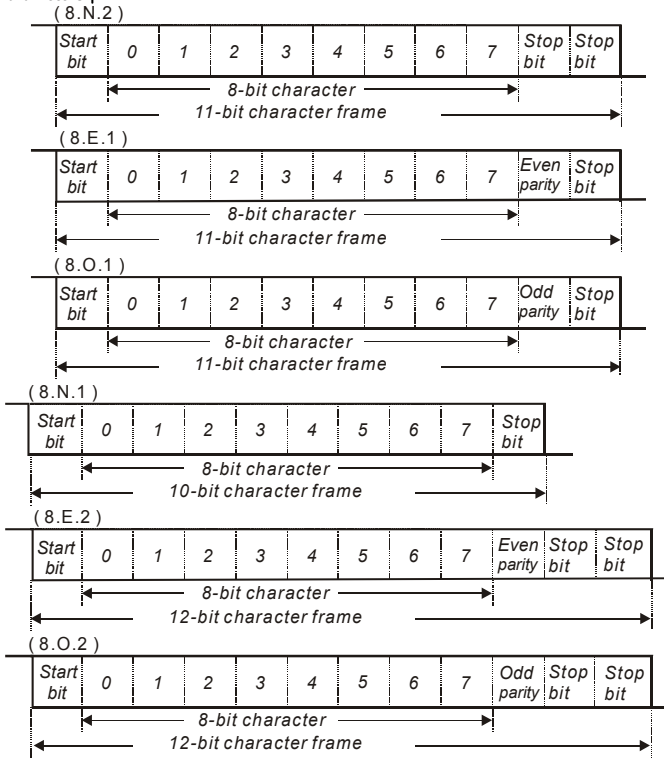 ( 8.N.2 )
Start bit 0 1 2 3 4 5 6 7 Stop bit Stop bit
8-bit character
11-bit character frame
( 8.E.1 )
Start bit 0 1 2 3 4 5 6 7 Even parity Stop bit
8-bit character
11-bit character frame
( 8.O.1 )
Start bit 0 1 2 3 4 5 6 7 Odd parity Stop bit
8-bit character
11-bit character frame
( 8.N.1 )
Start bit 0 1 2 3 4 5 6 7 Stop bit
8-bit character
10-bit character frame
( 8.E.2 )
Start bit 0 1 2 3 4 5 6 7 Even parity Stop bit Stop bit
8-bit character
12-bit character frame
( 8.O.2 )
Start bit 0 1 2 3 4 5 6 7 Odd parity Stop bit Stop bit
8-bit character
12-bit character frame